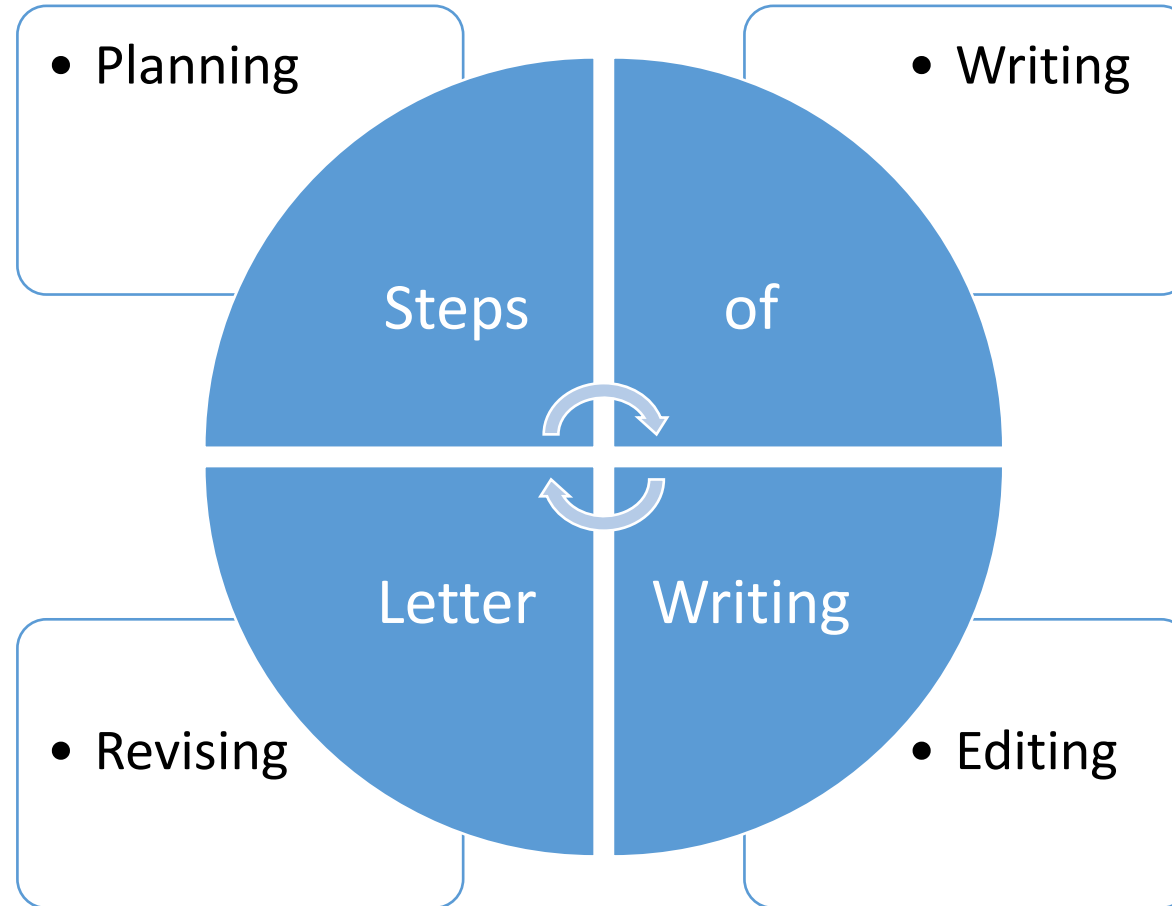 • Planning
• Writing
Steps
of
Letter
Writing
• Revising
• Editing